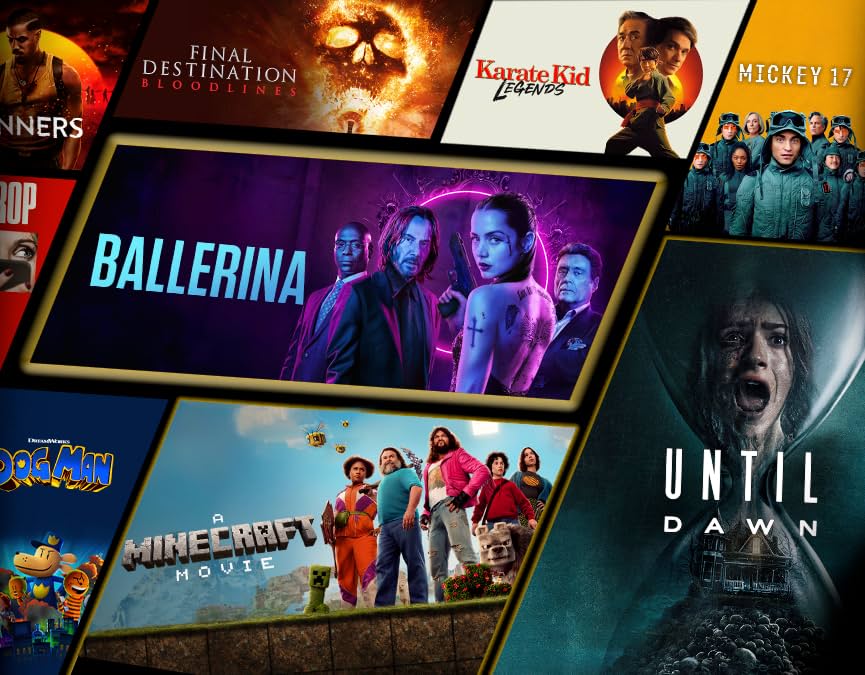 NNERS
FINAL
DESTINATION
BLOODLINES
Karate Kid
LEGENDS
MICKEY 17
ROP
BALLERINA
UNTIL
DAWN
DREAMWORKS
DOG MAN
A
MINECRAFT
MOVIE